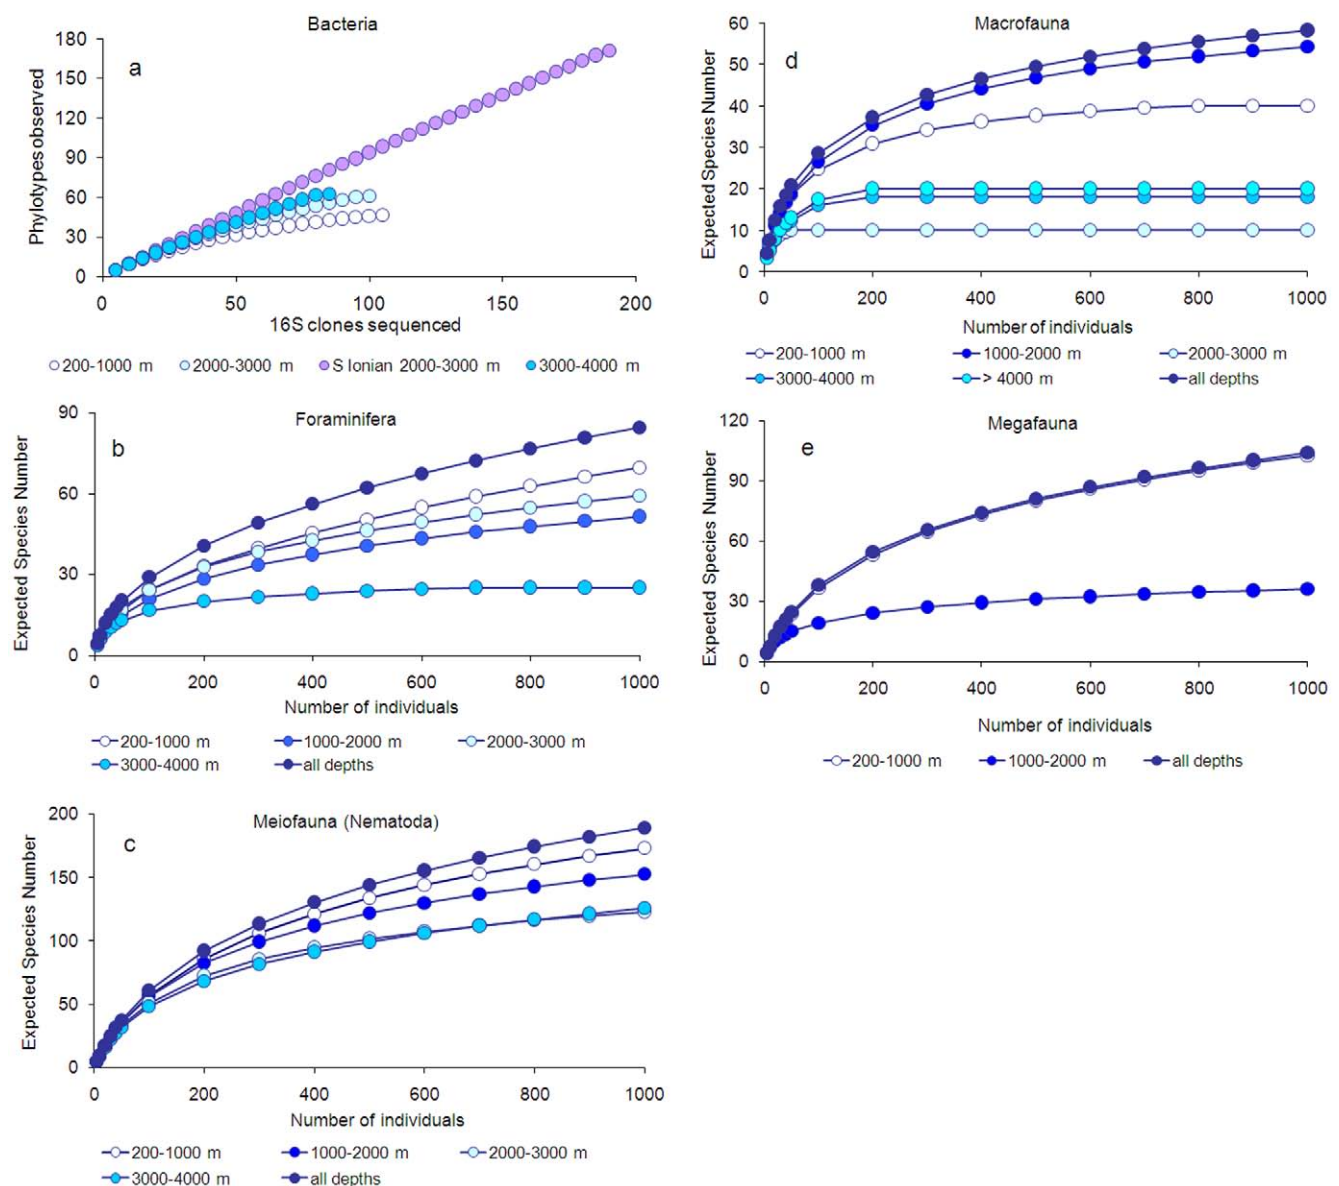 Bacteria
a
Phylotypes observed
180
150
120
90
60
30
0
0 50 100 150 200
16S clones sequenced
200-1000 m 2000-3000 m S Ionian 2000-3000 m 3000-4000 m
Foraminifera
b
Expected Species Number
90
60
30
0
0 200 400 600 800 1000
Number of individuals
200-1000 m 1000-2000 m 2000-3000 m
3000-4000 m all depths
Meiofauna (Nematoda)
c
Expected Species Number
200
150
100
50
0
0 200 400 600 800 1000
Number of individuals
200-1000 m 1000-2000 m 2000-3000 m
3000-4000 m all depths
Macrofauna
d
Expected Species Number
60
50
40
30
20
10
0
0 200 400 600 800 1000
Number of individuals
200-1000 m 1000-2000 m 2000-3000 m
3000-4000 m > 4000 m all depths
Megafauna
e
Expected Species Number
120
90
60
30
0
0 200 400 600 800 1000
Number of individuals
200-1000 m 1000-2000 m all depths